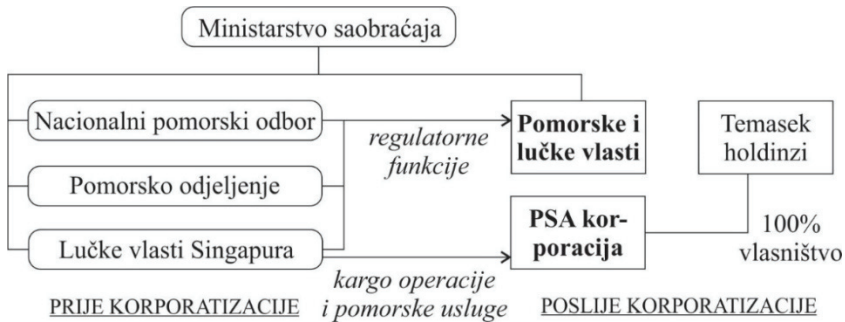 Ministarstvo saobraćaja
Nacionalni pomorski odbor
Pomorsko odjeljenje
Lučke vlasti Singapura
regulatorne
funkcije
Pomorske i
lučke vlasti
Temasek
holdinzi
PSA kor-
poracija
100%
vlasništvo
kargo operacije
i pomorske usluge
PRIJE KORPORATIZACIJE
POSLIJE KORPORATIZACIJE